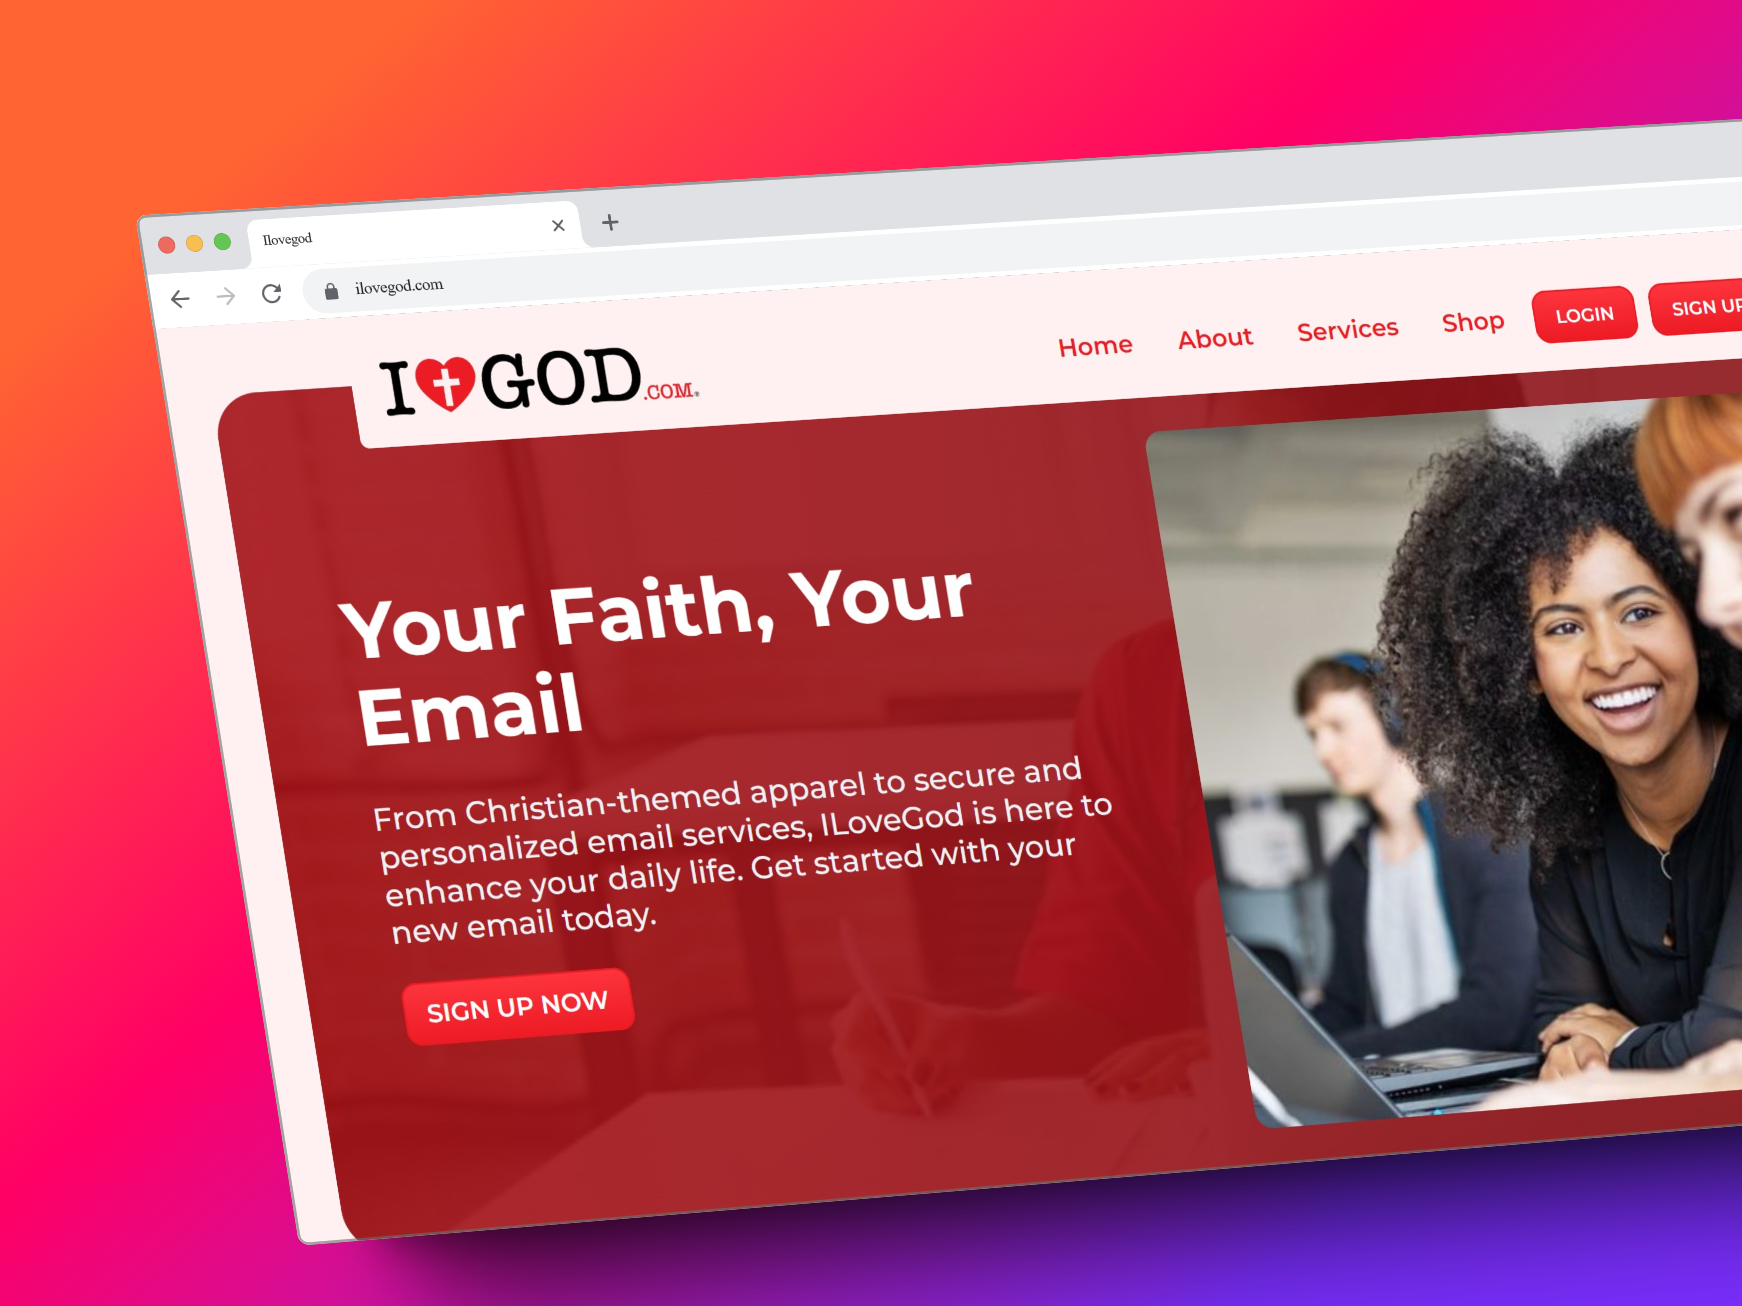 Ilovegod
ilovegod.com
I GOD.COM®
Home About Services Shop LOGIN SIGN UP
Your Faith, Your
Email
From Christian-themed apparel to secure and
personalized email services, ILoveGod is here to
enhance your daily life. Get started with your
new email today.
SIGN UP NOW